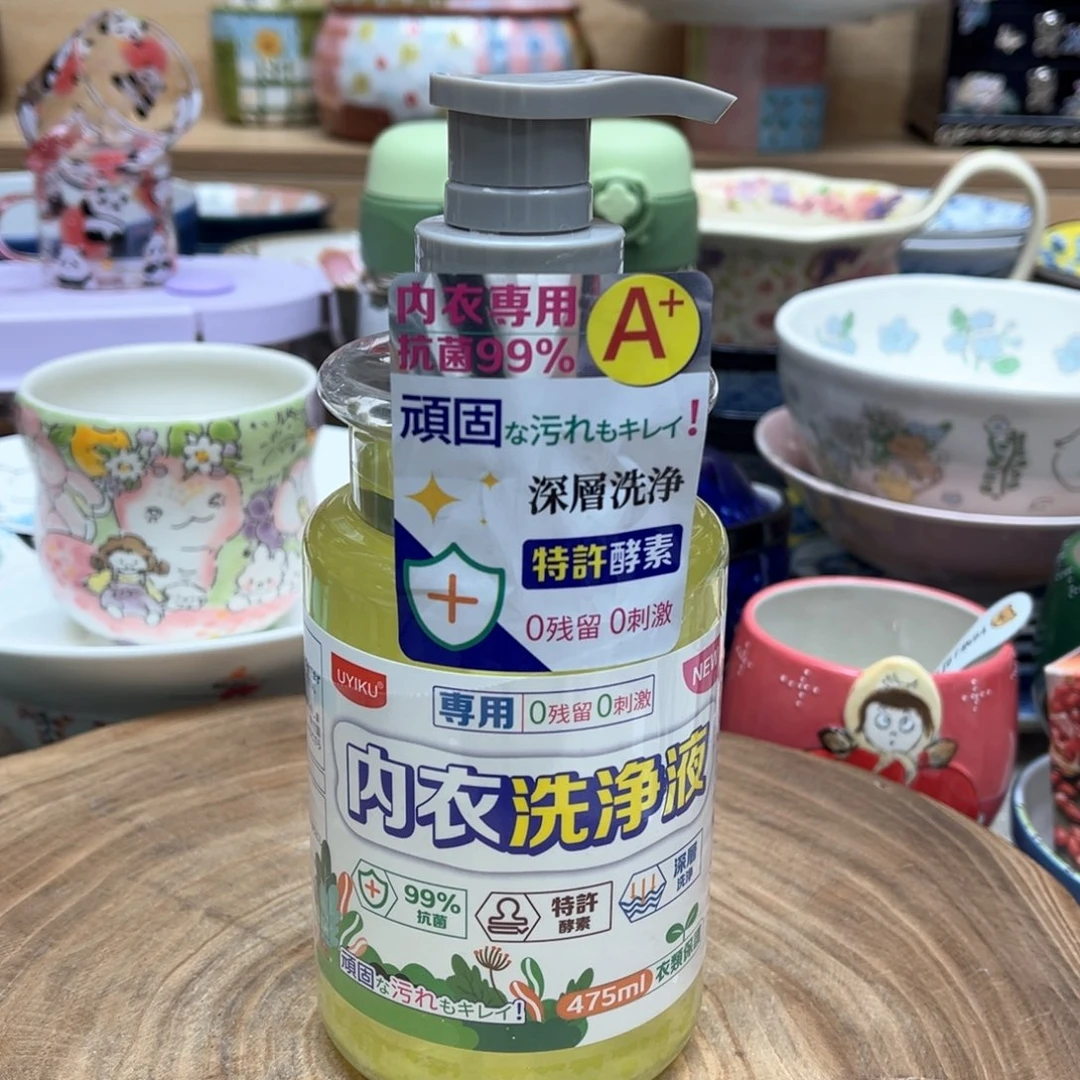 内衣専用
抗菌99%
A+
頑固な汚れもキレイ!
深層洗浄
特許酵素
0残留 0刺激
UYIKU®
NEW
専用 0残留 0刺激
内衣洗浄液
99%
抗菌
特許
酵素
深層
洗浄
頑固な汚れもキレイ!
475ml
衣類保護